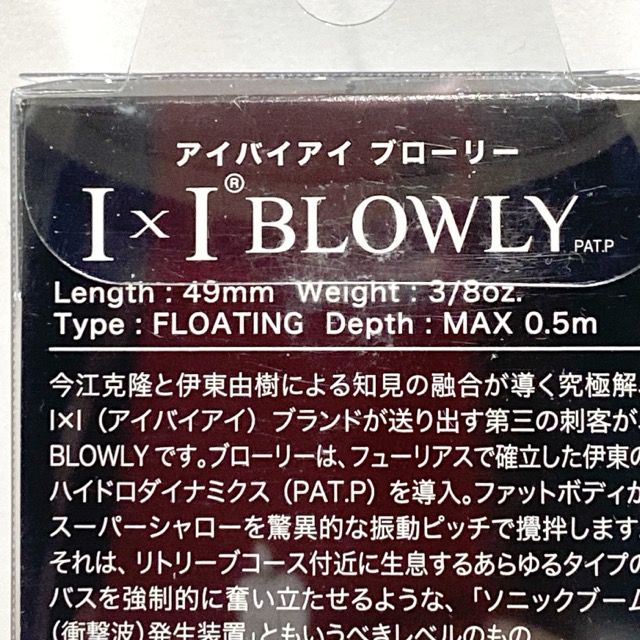 アイバイアイ ブローリー
I×I® BLOWLY PAT.P
Length : 49mm Weight : 3/8oz.
Type : FLOATING Depth : MAX 0.5m
今江克隆と伊東由樹による知見の融合が導く究極解、
I×I（アイバイアイ）ブランドが送り出す第三の刺客が、
BLOWLYです。ブローリーは、フューリアスで確立した伊東の
ハイドロダイナミクス（PAT.P）を導入。ファットボディが
スーパーシャローを驚異的な振動ピッチで攪拌します
それは、リトリーブコース付近に生息するあらゆるタイプの
バスを強制的に奮い立たせるような、「ソニックブーム
（衝撃波）発生装置」ともいうべきレベルのもの